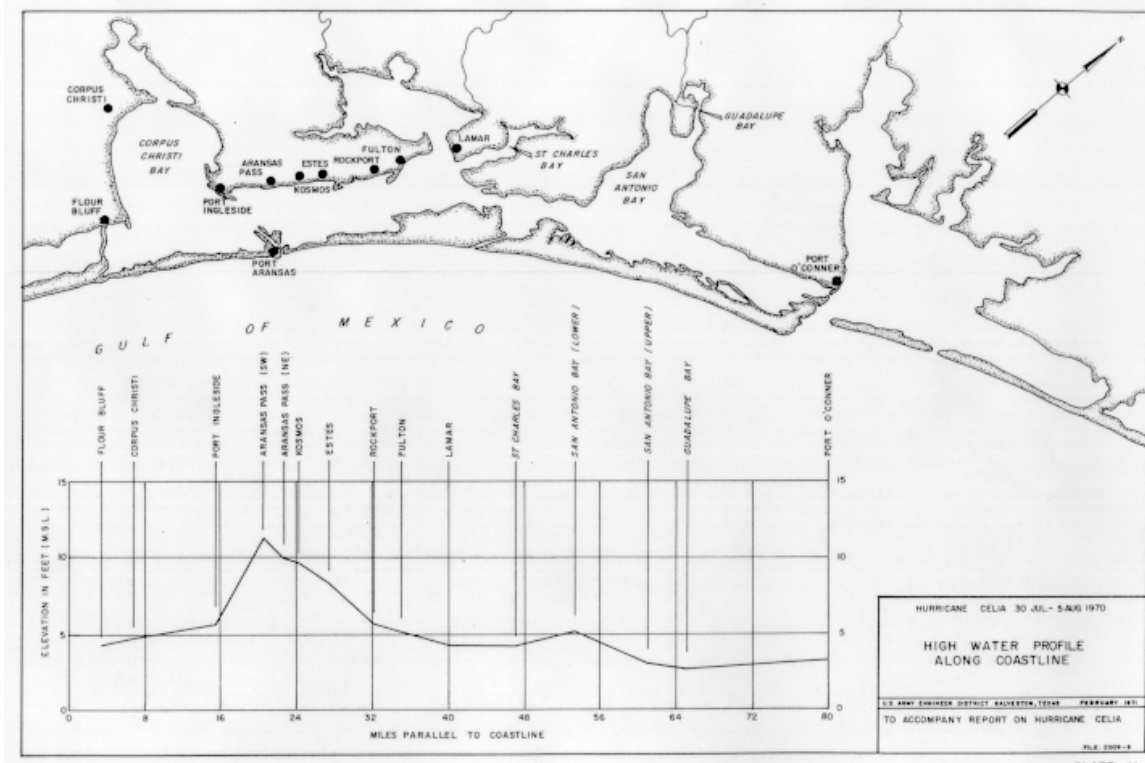 CORPUS
CHRISTI
CORPUS
CHRISTI
BAY
FLOUR
BLUFF
PORT
INGLESIDE
ARANSAS
PASS
KOSMOS
ESTES
ROCKPORT
FULTON
LAMAR
ST CHARLES
BAY
GUADALUPE
BAY
SAN
ANTONIO
BAY
PORT
ARANSAS
PORT
O'CONNER
GULF OF MEXICO
FLOUR BLUFF
CORPUS CHRISTI
PORT INGLESIDE
ARANSAS PASS (SW)
ARANSAS PASS (NE)
KOSMOS
ESTES
ROCKPORT
FULTON
LAMAR
ST CHARLES BAY
SAN ANTONIO BAY (LOWER)
SAN ANTONIO BAY (UPPER)
GUADALUPE BAY
PORT O'CONNER
ELEVATION IN FEET (M.S.L.)
15
10
5
0
15
10
5
0
0 8 16 24 32 40 48 56 64 72 80
MILES PARALLEL TO COASTLINE
HURRICANE CELIA 30 JUL.- 5 AUG. 1970
HIGH WATER PROFILE
ALONG COASTLINE
U.S. ARMY ENGINEER DISTRICT GALVESTON, TEXAS FEBRUARY 1971
TO ACCOMPANY REPORT ON HURRICANE CELIA